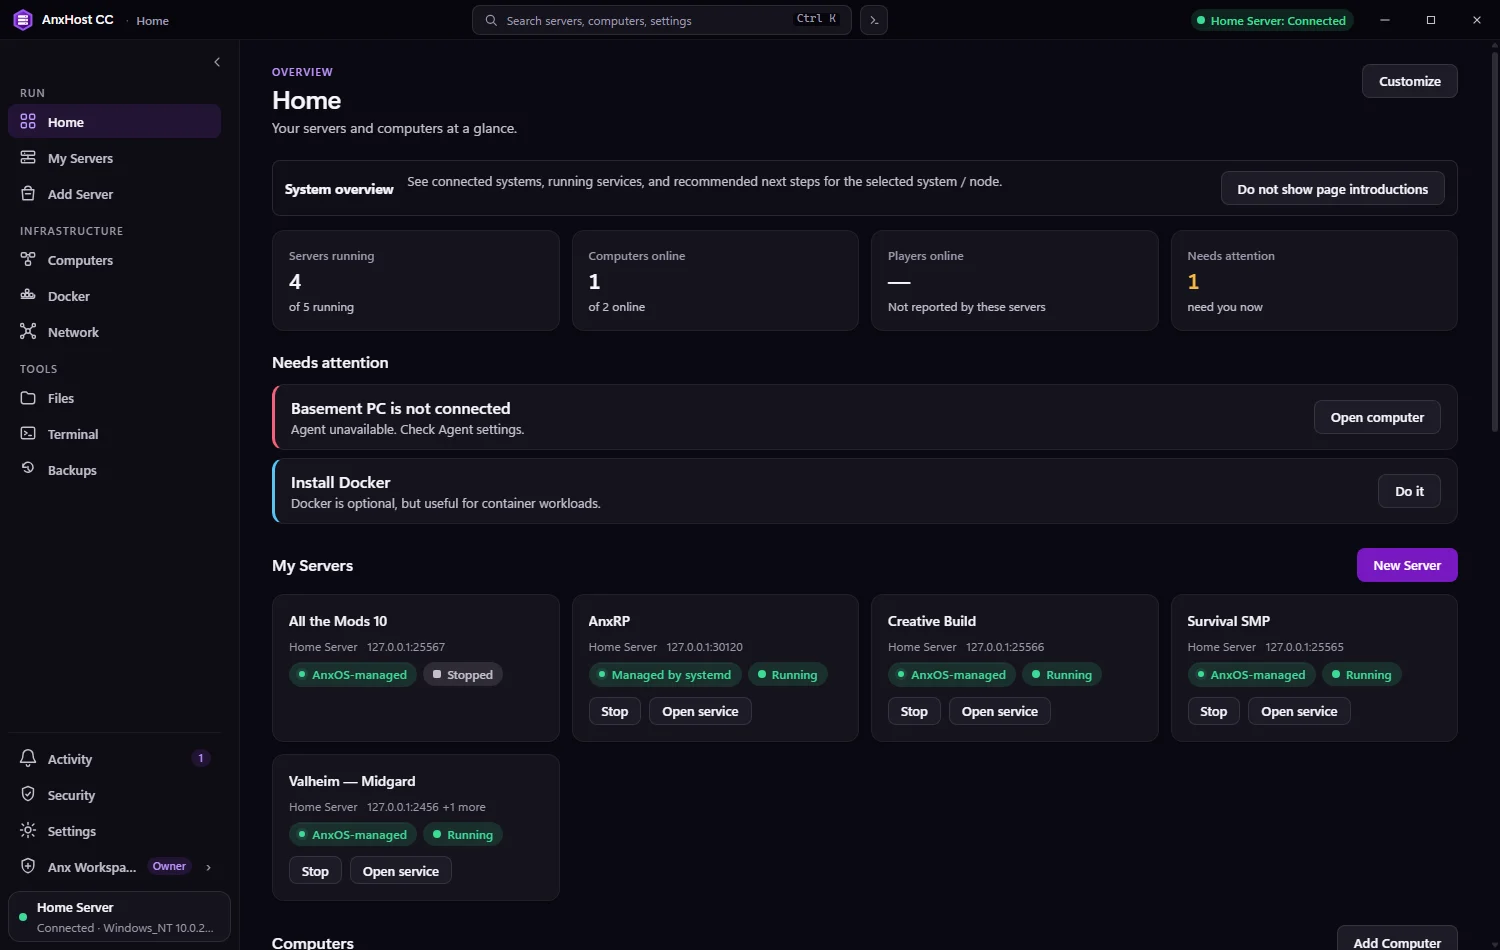 AnxHost CC · Home
Search servers, computers, settings
Ctrl K
Home Server: Connected
RUN
Home
My Servers
Add Server
INFRASTRUCTURE
Computers
Docker
Network
TOOLS
Files
Terminal
Backups
Activity 1
Security
Settings
Anx Workspa... Owner
Home Server
Connected · Windows_NT 10.0.2...
OVERVIEW
Home
Your servers and computers at a glance.
Customize
System overview
See connected systems, running services, and recommended next steps for the selected system / node.
Do not show page introductions
Servers running
4
of 5 running
Computers online
1
of 2 online
Players online
—
Not reported by these servers
Needs attention
1
need you now
Needs attention
Basement PC is not connected
Agent unavailable. Check Agent settings.
Open computer
Install Docker
Docker is optional, but useful for container workloads.
Do it
My Servers
New Server
All the Mods 10
Home Server 127.0.0.1:25567
AnxOS-managed Stopped
AnxRP
Home Server 127.0.0.1:30120
Managed by systemd Running
Stop Open service
Creative Build
Home Server 127.0.0.1:25566
AnxOS-managed Running
Stop Open service
Survival SMP
Home Server 127.0.0.1:25565
AnxOS-managed Running
Stop Open service
Valheim — Midgard
Home Server 127.0.0.1:2456 +1 more
AnxOS-managed Running
Stop Open service
Computers
Add Computer